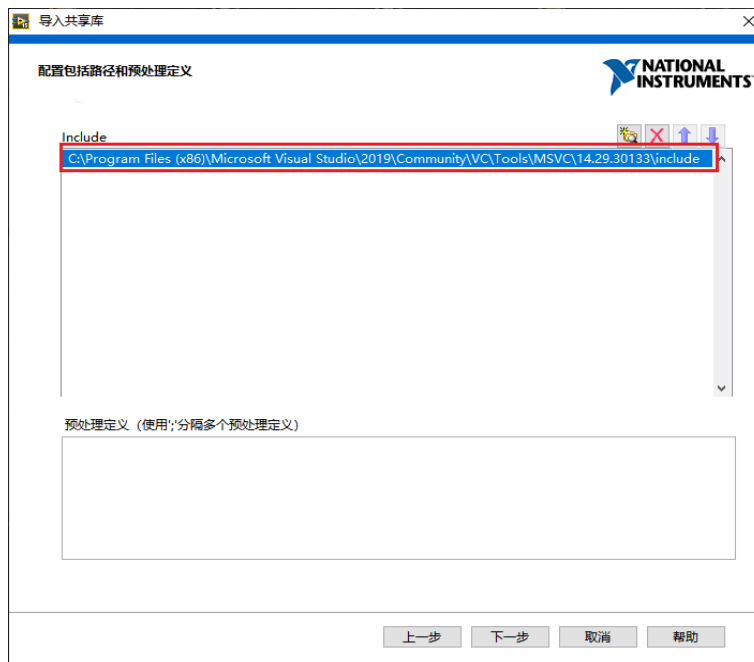 导入共享库
配置包括路径和预处理定义
NATIONAL
INSTRUMENTS
Include
C:\Program Files (x86)\Microsoft Visual Studio\2019\Community\VC\Tools\MSVC\14.29.30133\include
预处理定义（使用';'分隔多个预处理定义）
上一步
下一步
取消
帮助